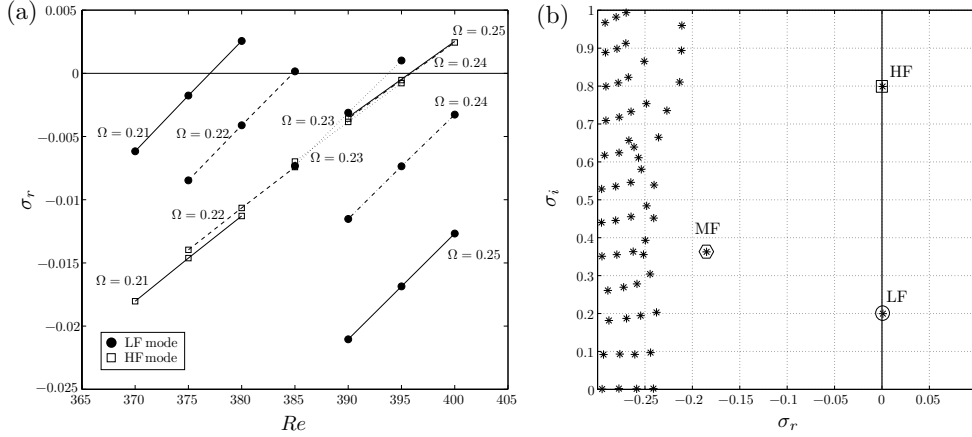 (a)
0.005
0
−0.005
−0.01
−0.015
−0.02
−0.025
σr
365
370
375
380
385
390
395
400
405
Re
Ω = 0.21
Ω = 0.22
Ω = 0.23
Ω = 0.25
Ω = 0.24
Ω = 0.24
Ω = 0.23
Ω = 0.22
Ω = 0.21
Ω = 0.25
LF mode
HF mode
(b)
1
0.9
0.8
0.7
0.6
0.5
0.4
0.3
0.2
0.1
0
σi
−0.25
−0.2
−0.15
−0.1
−0.05
0
0.05
σr
HF
MF
LF